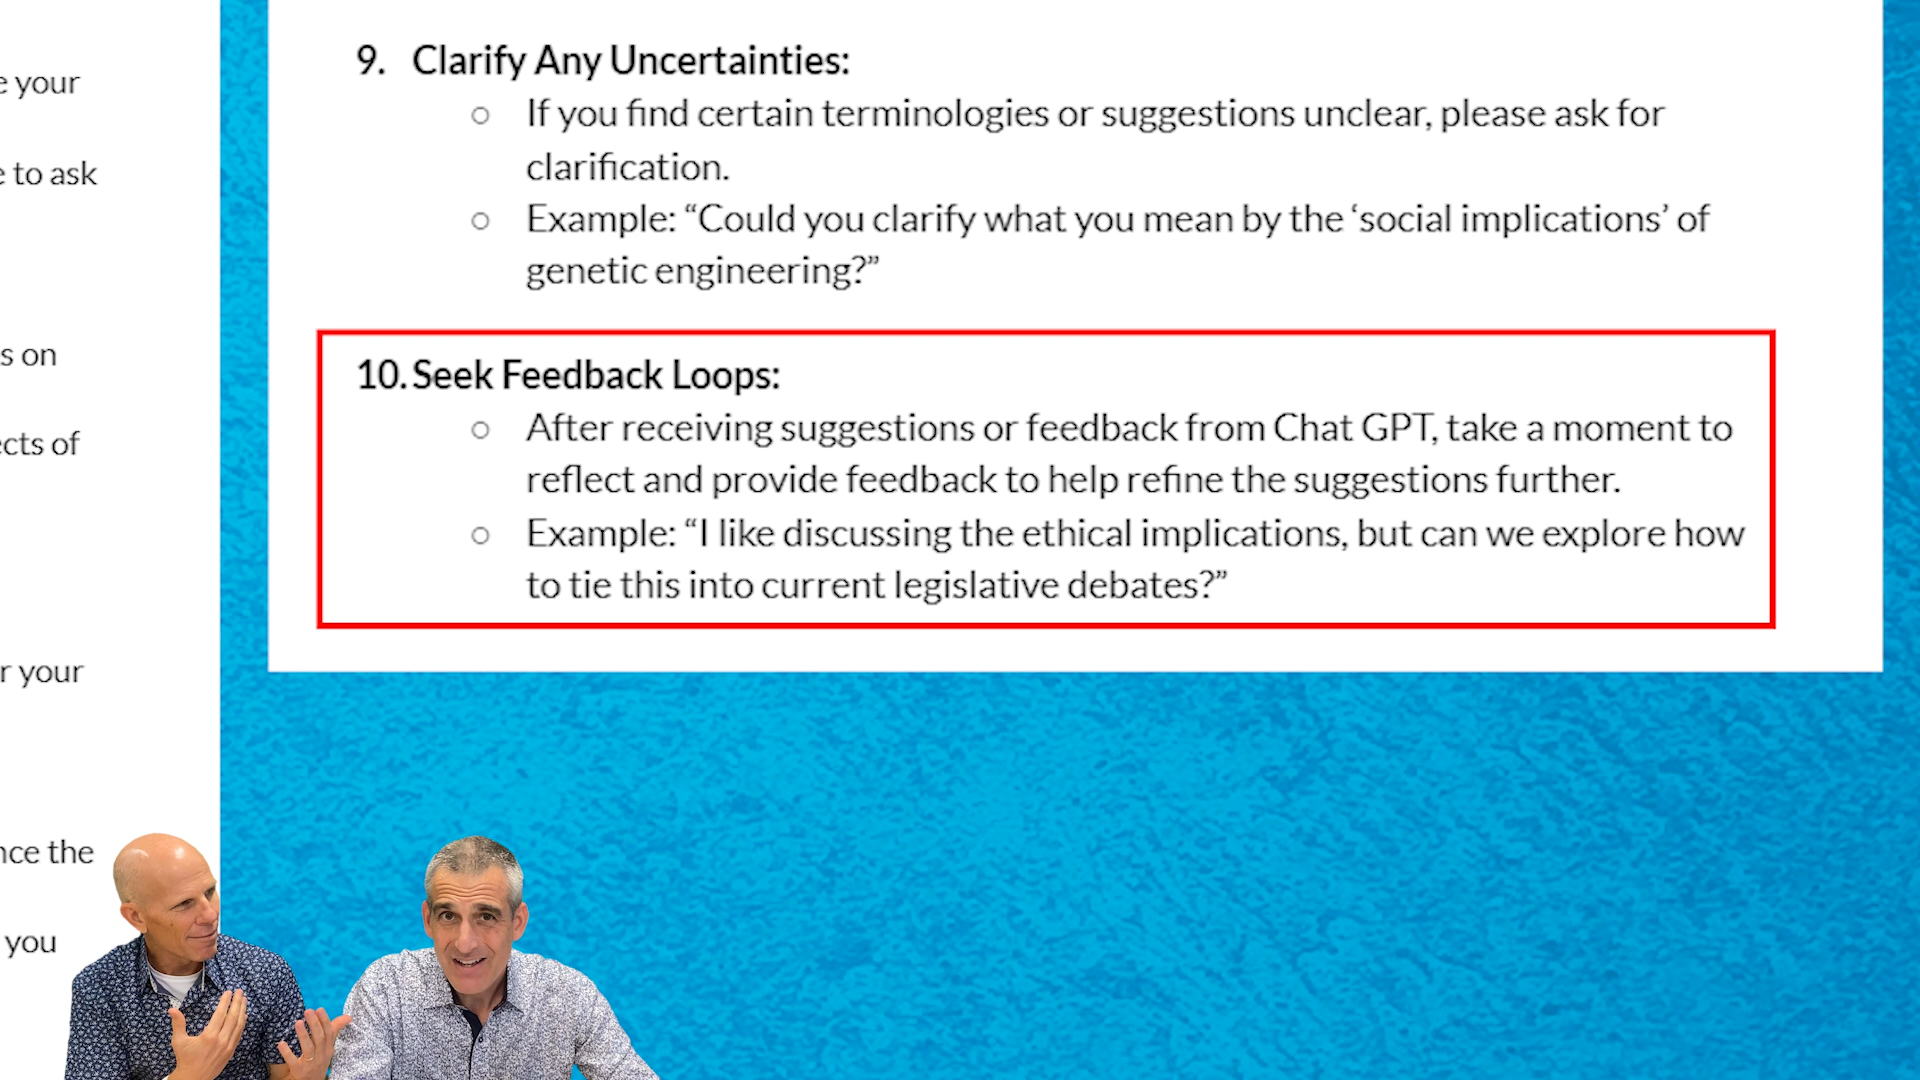 your
to ask
s on
cts of
r your
nce the
you
9. Clarify Any Uncertainties:
○ If you find certain terminologies or suggestions unclear, please ask for
clarification.
○ Example: “Could you clarify what you mean by the ‘social implications’ of
genetic engineering?”
10. Seek Feedback Loops:
○ After receiving suggestions or feedback from Chat GPT, take a moment to
reflect and provide feedback to help refine the suggestions further.
○ Example: “I like discussing the ethical implications, but can we explore how
to tie this into current legislative debates?”